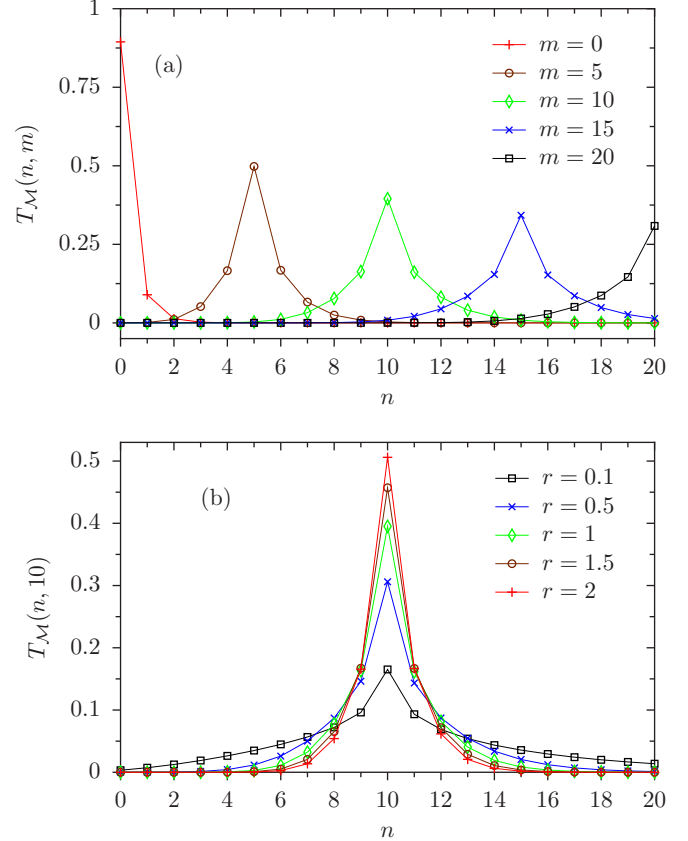 1
0.75
0.5
0.25
0
T_M(n, m)
(a)
m = 0
m = 5
m = 10
m = 15
m = 20
0 2 4 6 8 10 12 14 16 18 20
n
0.5
0.4
0.3
0.2
0.1
0
T_M(n, 10)
(b)
r = 0.1
r = 0.5
r = 1
r = 1.5
r = 2
0 2 4 6 8 10 12 14 16 18 20
n